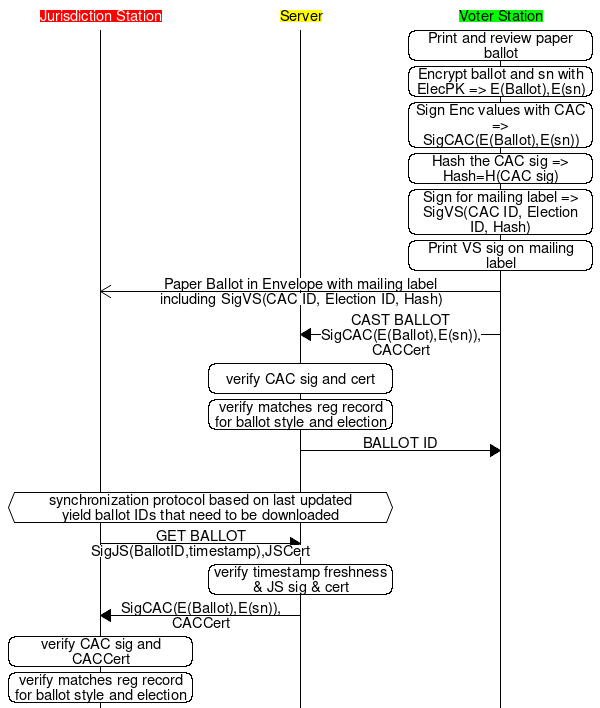 Jurisdiction Station
Server
Voter Station
Print and review paper
ballot
Encrypt ballot and sn with
ElecPK => E(Ballot),E(sn)
Sign Enc values with CAC
=>
SigCAC(E(Ballot),E(sn))
Hash the CAC sig =>
Hash=H(CAC sig)
Sign for mailing label =>
SigVS(CAC ID, Election
ID, Hash)
Print VS sig on mailing
label
Paper Ballot in Envelope with mailing label
including SigVS(CAC ID, Election ID, Hash)
CAST BALLOT
SigCAC(E(Ballot),E(sn)),
CACCert
verify CAC sig and cert
verify matches reg record
for ballot style and election
BALLOT ID
synchronization protocol based on last updated
yield ballot IDs that need to be downloaded
GET BALLOT
SigJS(BallotID,timestamp),JSCert
verify timestamp freshness
& JS sig & cert
SigCAC(E(Ballot),E(sn)),
CACCert
verify CAC sig and
CACCert
verify matches reg record
for ballot style and election